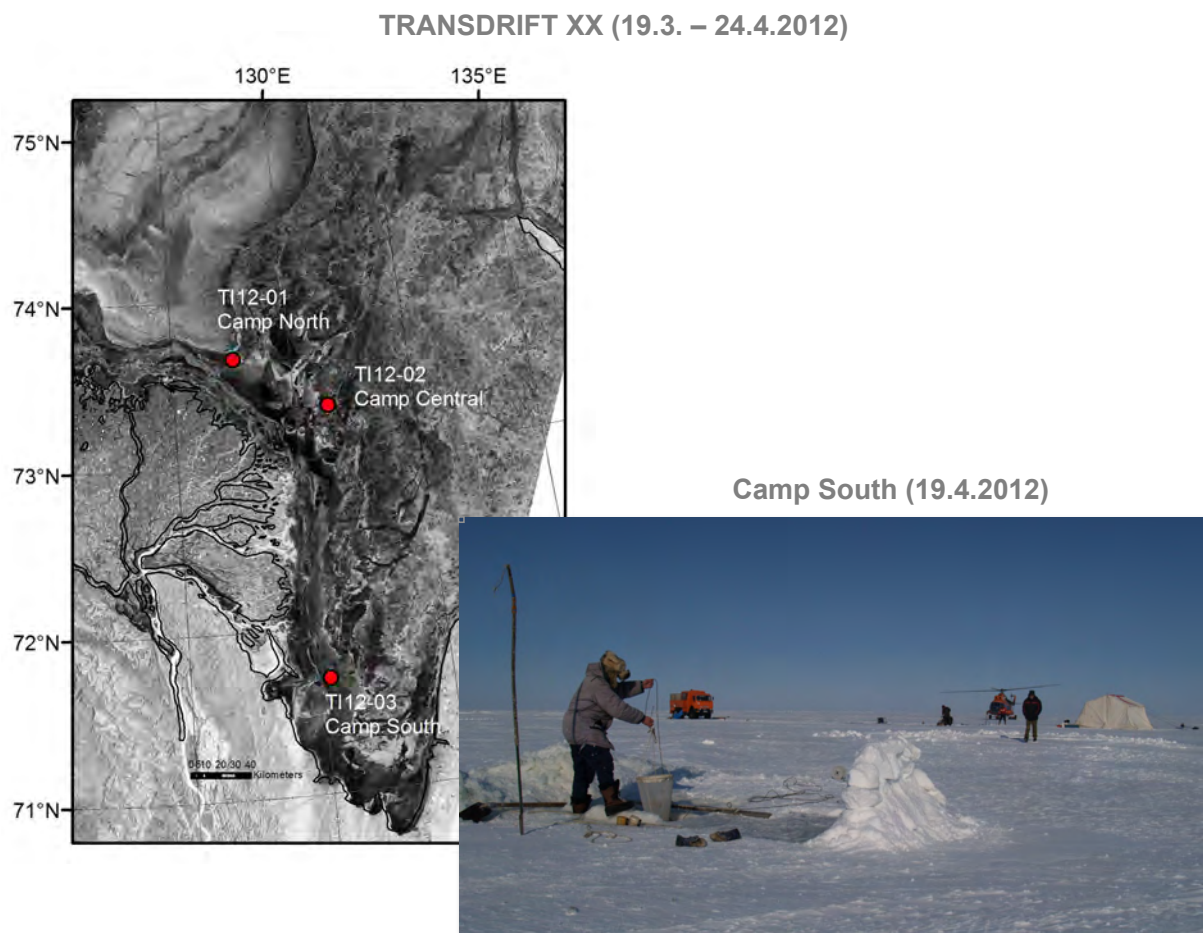 TRANSDRIFT XX (19.3. – 24.4.2012)
130°E
135°E
75°N
74°N
73°N
72°N
71°N
TI12-01
Camp North
TI12-02
Camp Central
TI12-03
Camp South
Kilometers
Camp South (19.4.2012)